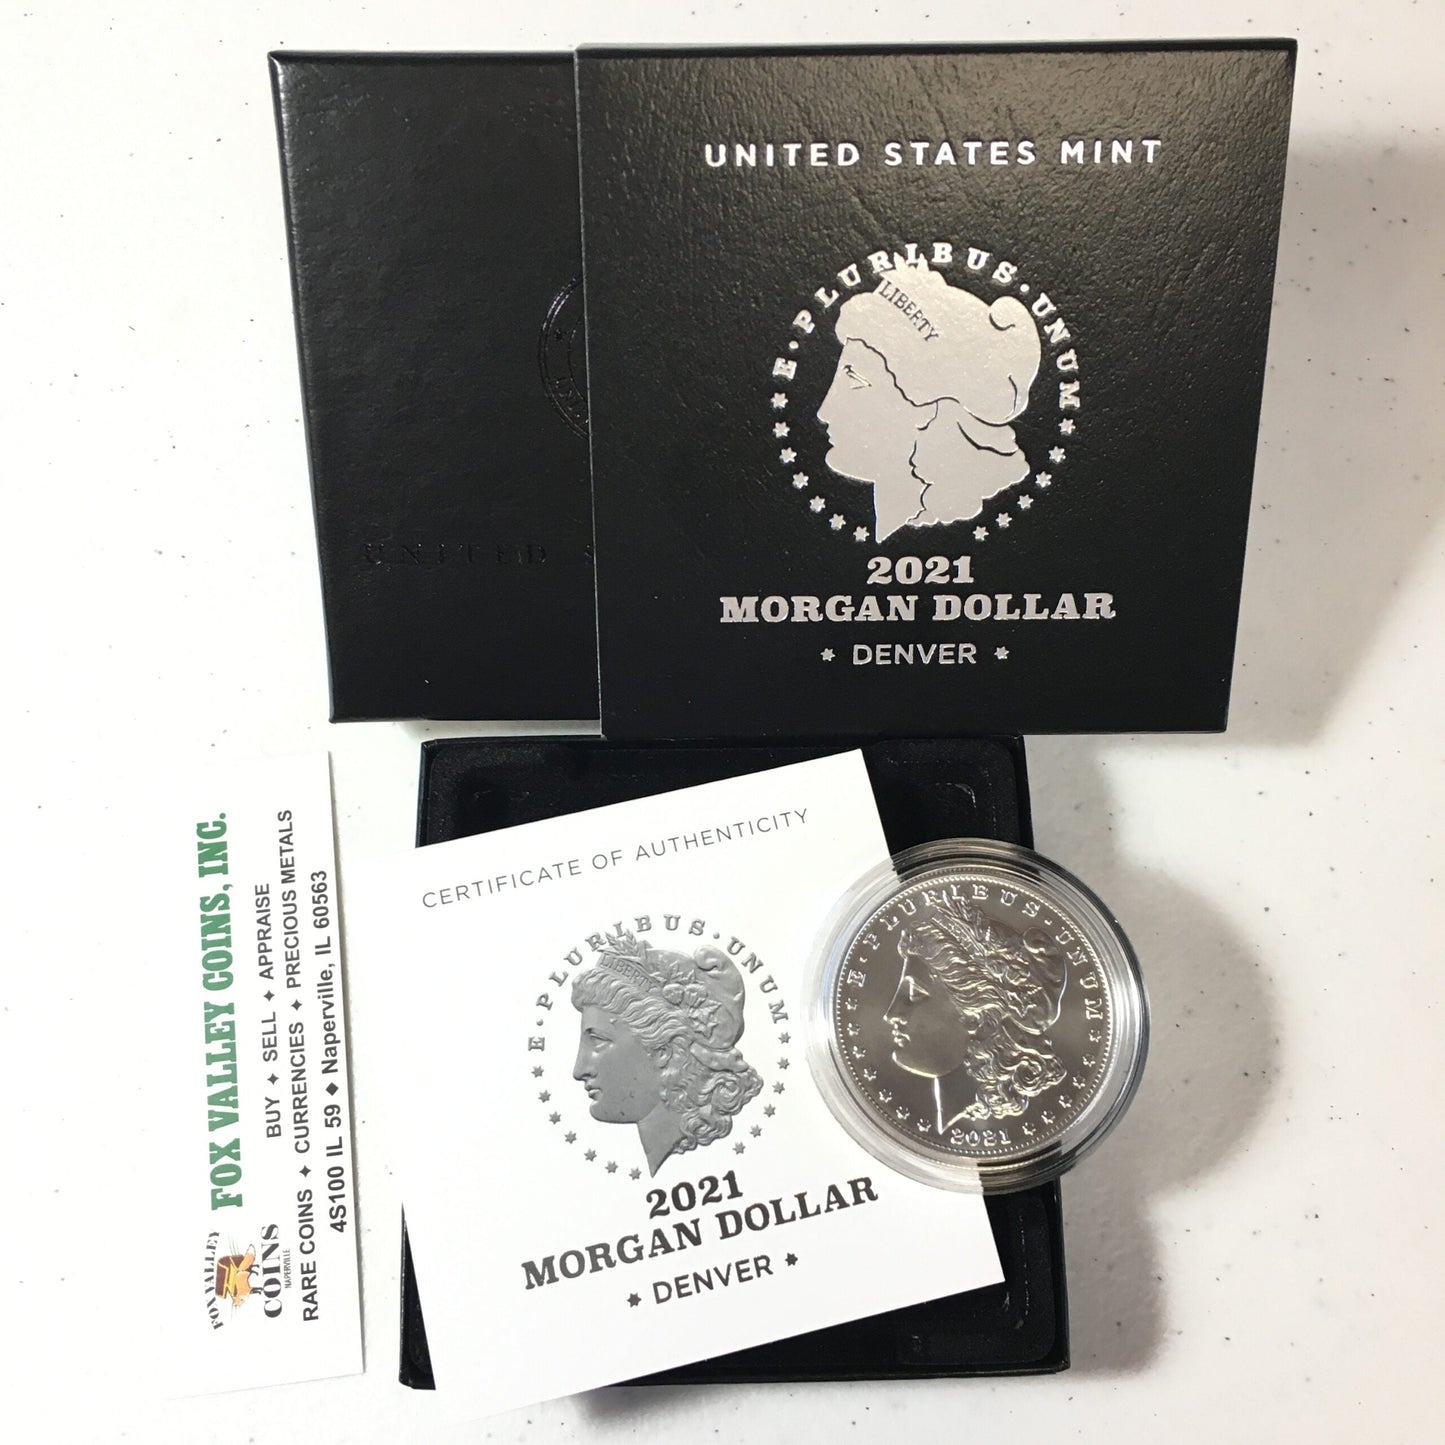 UNITED STATES MINT
E · PLURIBUS · UNUM
LIBERTY
2021
MORGAN DOLLAR
★ DENVER ★
UNITED
CERTIFICATE OF AUTHENTICITY
E · PLURIBUS · UNUM
LIBERTY
2021
MORGAN DOLLAR
★ DENVER ★
E · PLURIBUS · UNUM
2021
FOX VALLEY COINS, INC.
BUY ✦ SELL ✦ APPRAISE
RARE COINS ✦ CURRENCIES ✦ PRECIOUS METALS
4S100 IL 59 ◆ Naperville, IL 60563
FOX VALLEY
COINS
NAPERVILLE